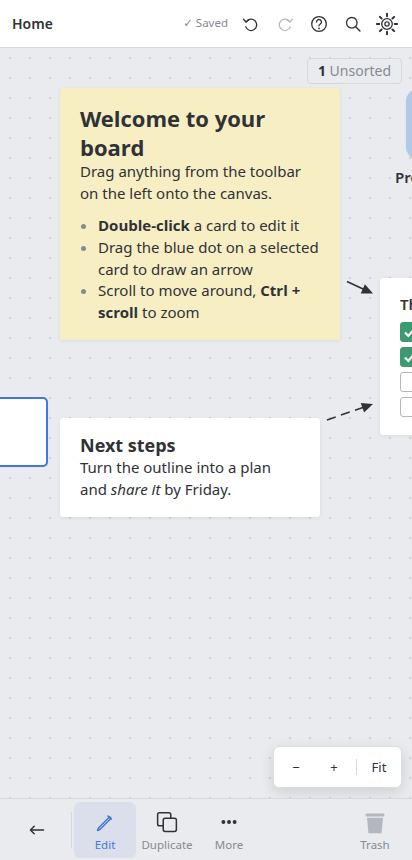 Home
✓ Saved
1 Unsorted
Welcome to your
board
Drag anything from the toolbar
on the left onto the canvas.
Double-click a card to edit it
Drag the blue dot on a selected
card to draw an arrow
Scroll to move around, Ctrl +
scroll to zoom
Next steps
Turn the outline into a plan
and share it by Friday.
− + Fit
Edit
Duplicate
More
Trash